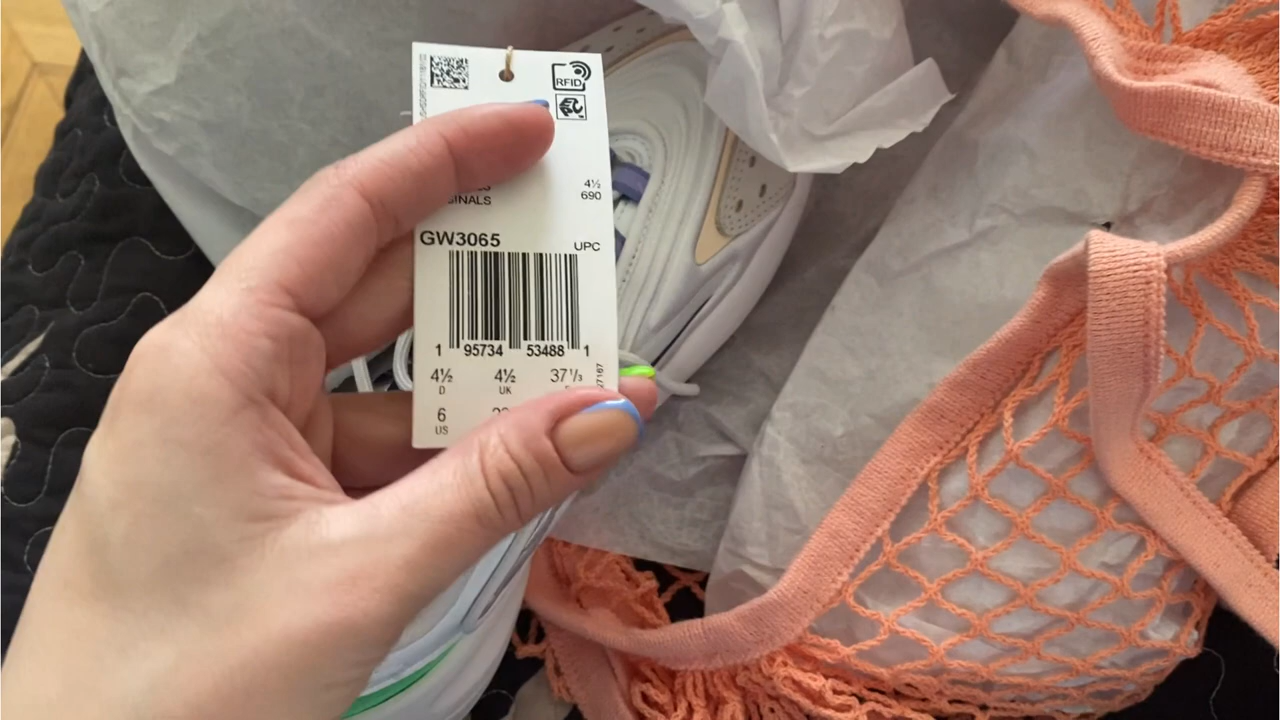 RFID
4½
690
GINALS
GW3065
UPC
1 95734 53488 1
4½ 4½ 37⅓
D UK
6
US